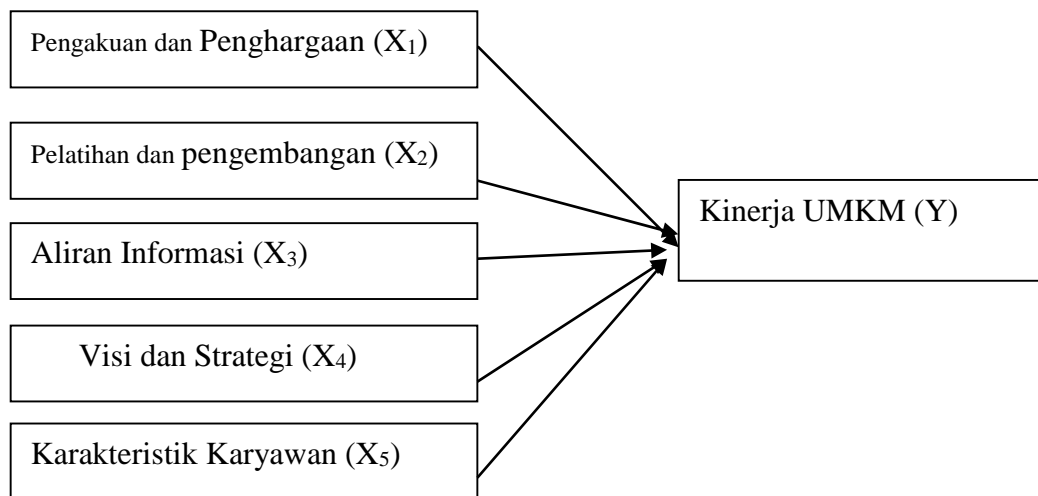 Pengakuan dan Penghargaan (X₁)
Pelatihan dan pengembangan (X₂)
Kinerja UMKM (Y)
Aliran Informasi (X₃)
Visi dan Strategi (X₄)
Karakteristik Karyawan (X₅)